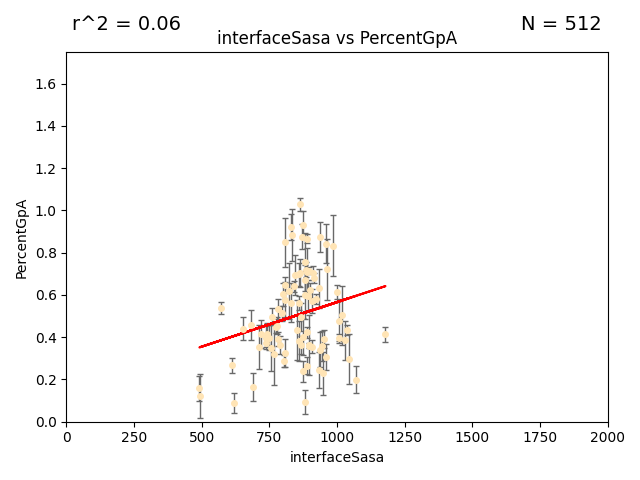 r^2 = 0.06
N = 512
interfaceSasa vs PercentGpA
PercentGpA
1.6
1.4
1.2
1.0
0.8
0.6
0.4
0.2
0.0
0 250 500 750 1000 1250 1500 1750 2000
interfaceSasa